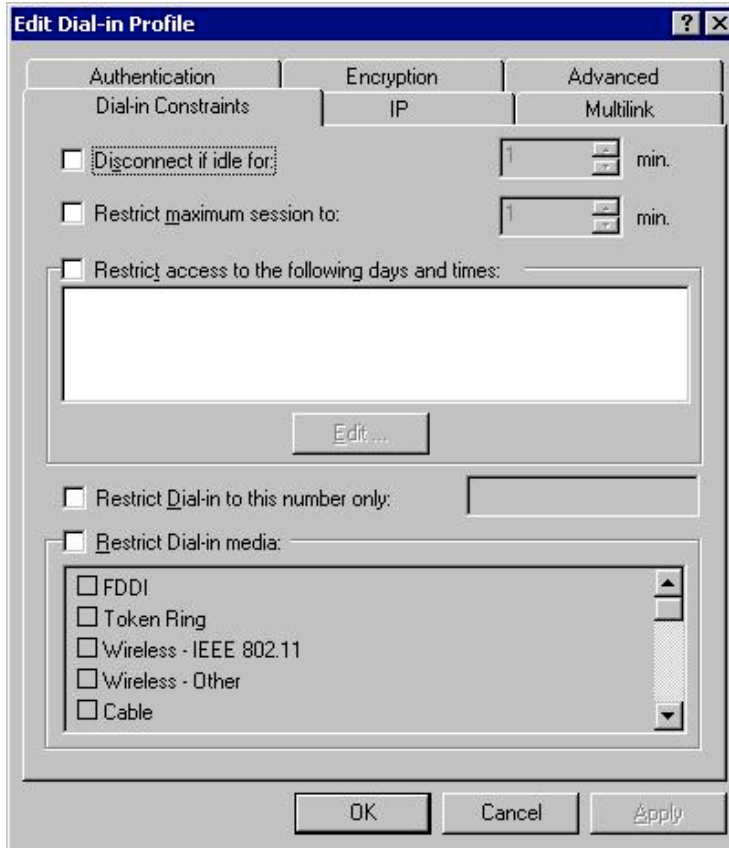 Edit Dial-in Profile
Authentication Encryption Advanced
Dial-in Constraints IP Multilink
Disconnect if idle for: 1 min.
Restrict maximum session to: 1 min.
Restrict access to the following days and times:
Edit ...
Restrict Dial-in to this number only:
Restrict Dial-in media:
FDDI
Token Ring
Wireless - IEEE 802.11
Wireless - Other
Cable
OK Cancel Apply